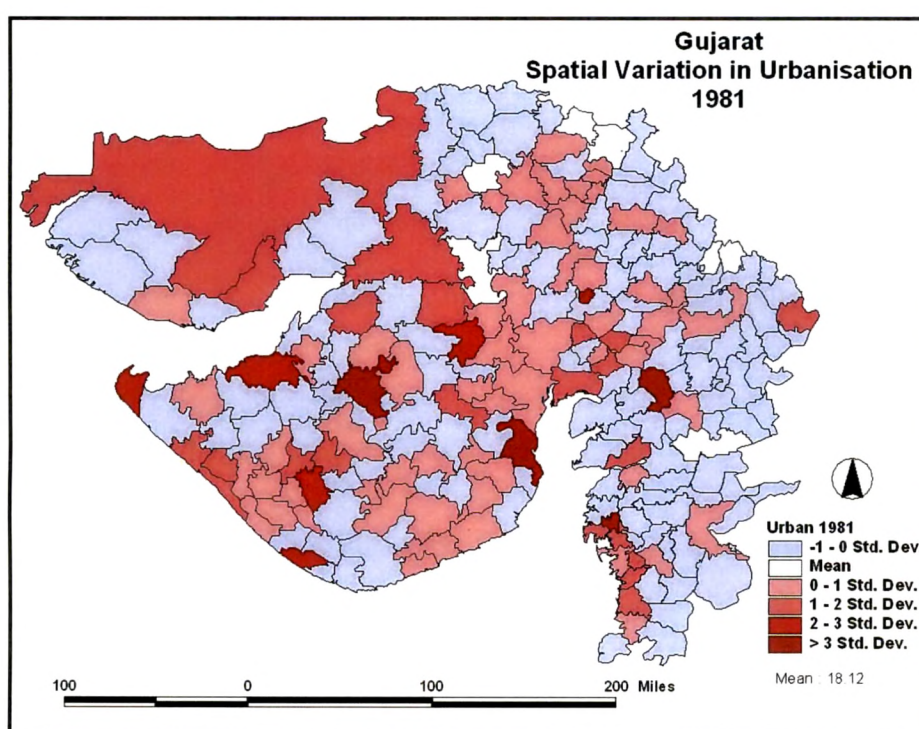 Gujarat
Spatial Variation in Urbanisation
1981
Urban 1981
-1 - 0 Std. Dev
Mean
0 - 1 Std. Dev.
1 - 2 Std. Dev.
2 - 3 Std. Dev.
> 3 Std. Dev.
Mean : 18 12
100 0 100 200 Miles